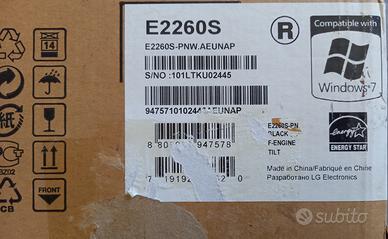 E2260S
E2260S-PNW.AEUNAP
S/NO :101LTKU02445
R
Compatible with
Windows 7
ENERGY STAR
E2260S-PN
BLACK
F-ENGINE
TILT
Made in China/Fabriqué en Chine
Разработано LG Electronics
14
FRONT
subito